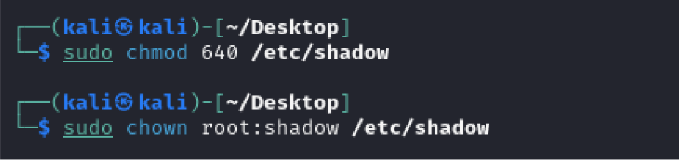 ┌──(kali㉿kali)-[~/Desktop]
└─$ sudo chmod 640 /etc/shadow
┌──(kali㉿kali)-[~/Desktop]
└─$ sudo chown root:shadow /etc/shadow